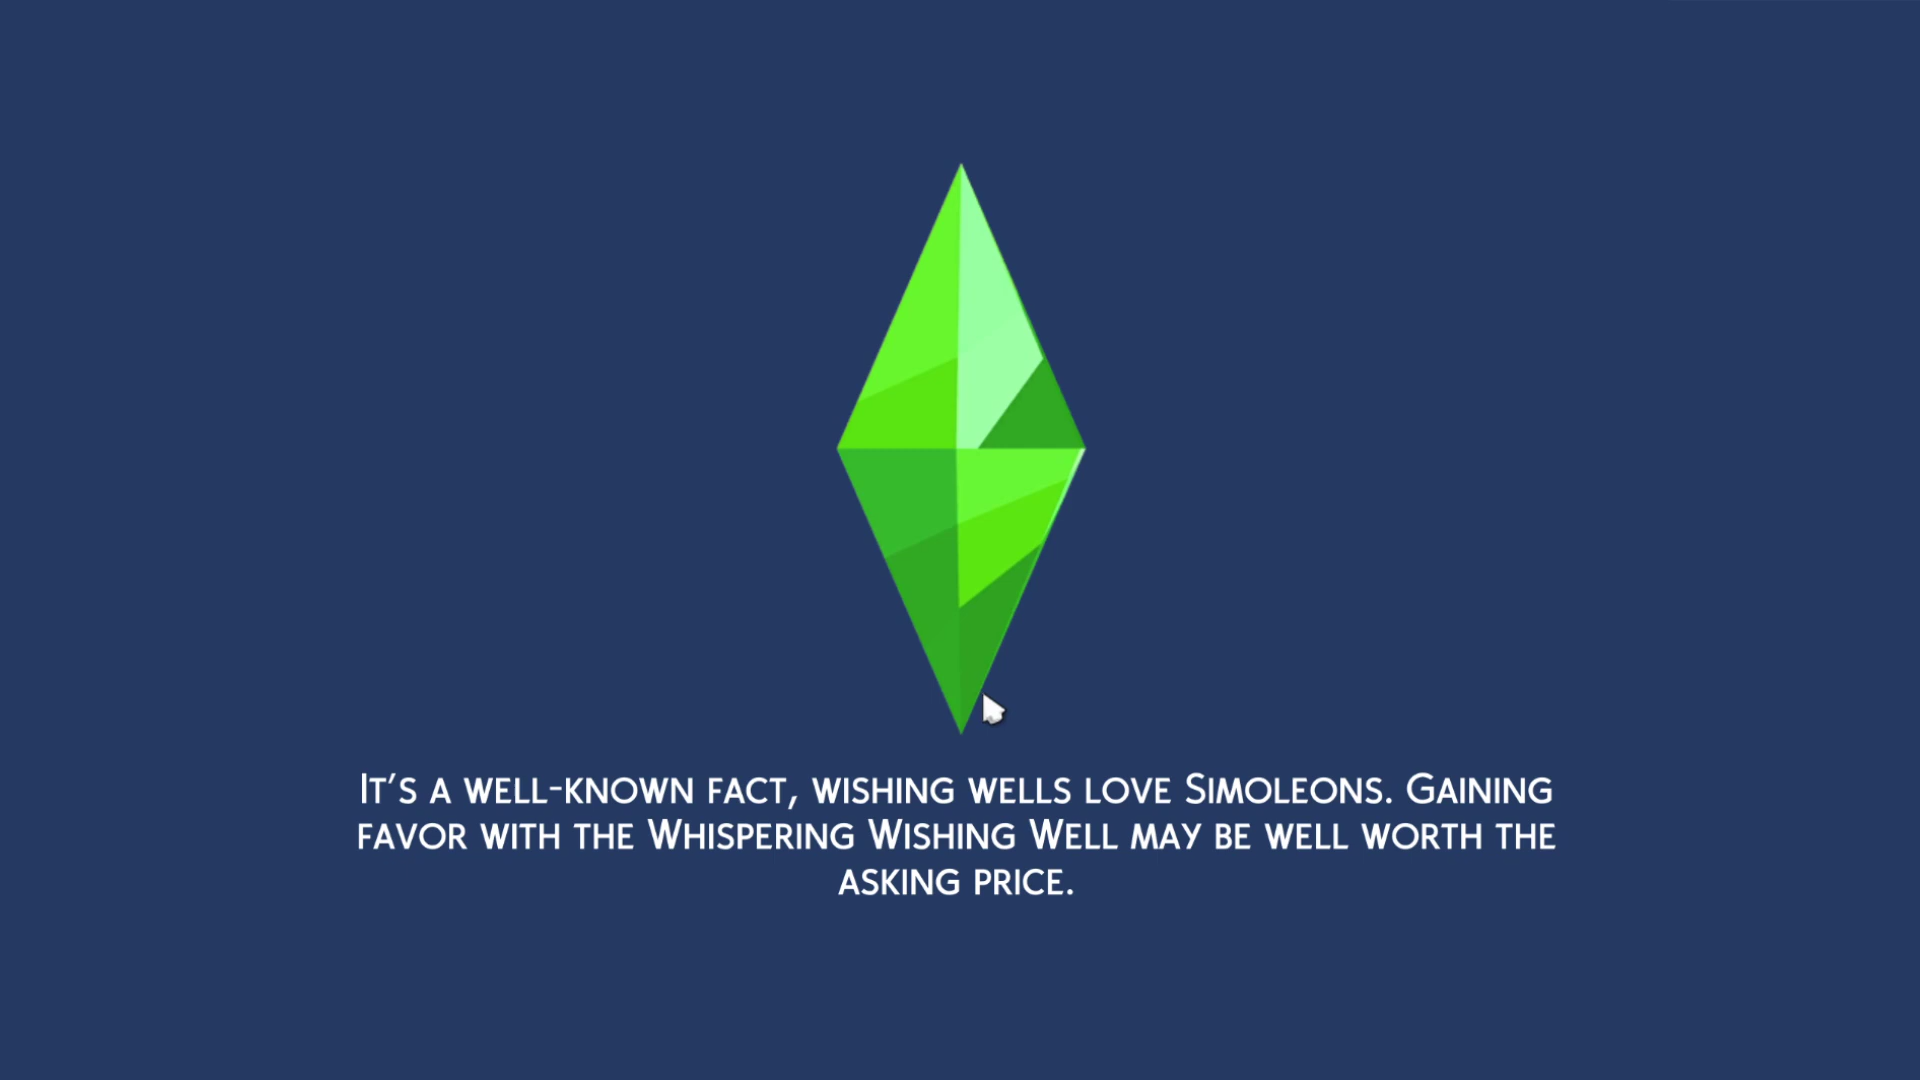 It's a well-known fact, wishing wells love Simoleons. Gaining
favor with the Whispering Wishing Well may be well worth the
asking price.